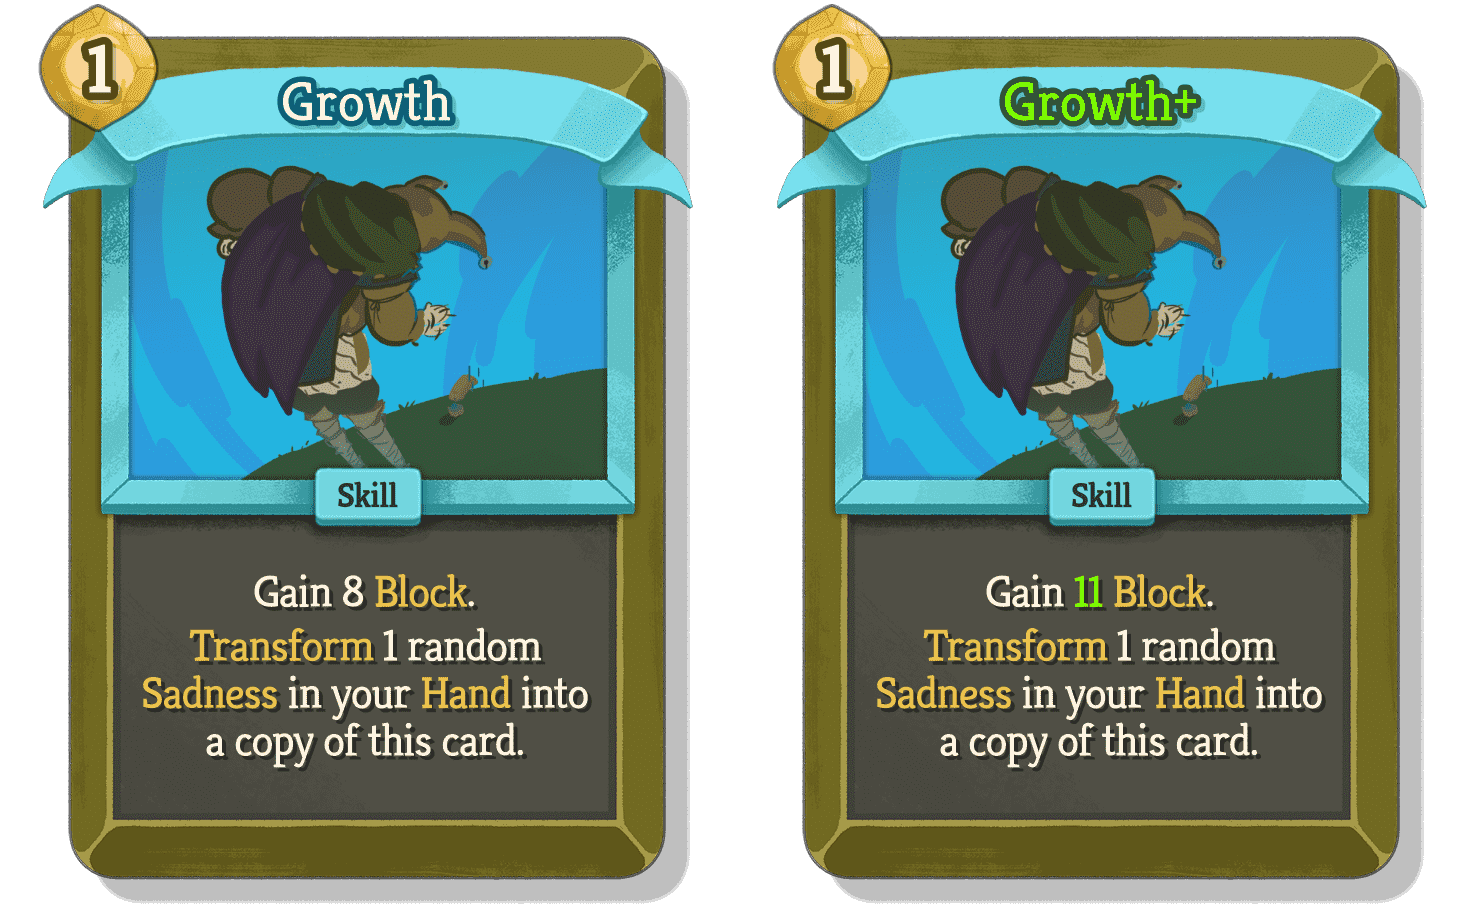 1
Growth
Skill
Gain 8 Block.
Transform 1 random
Sadness in your Hand into
a copy of this card.
1
Growth+
Skill
Gain 11 Block.
Transform 1 random
Sadness in your Hand into
a copy of this card.